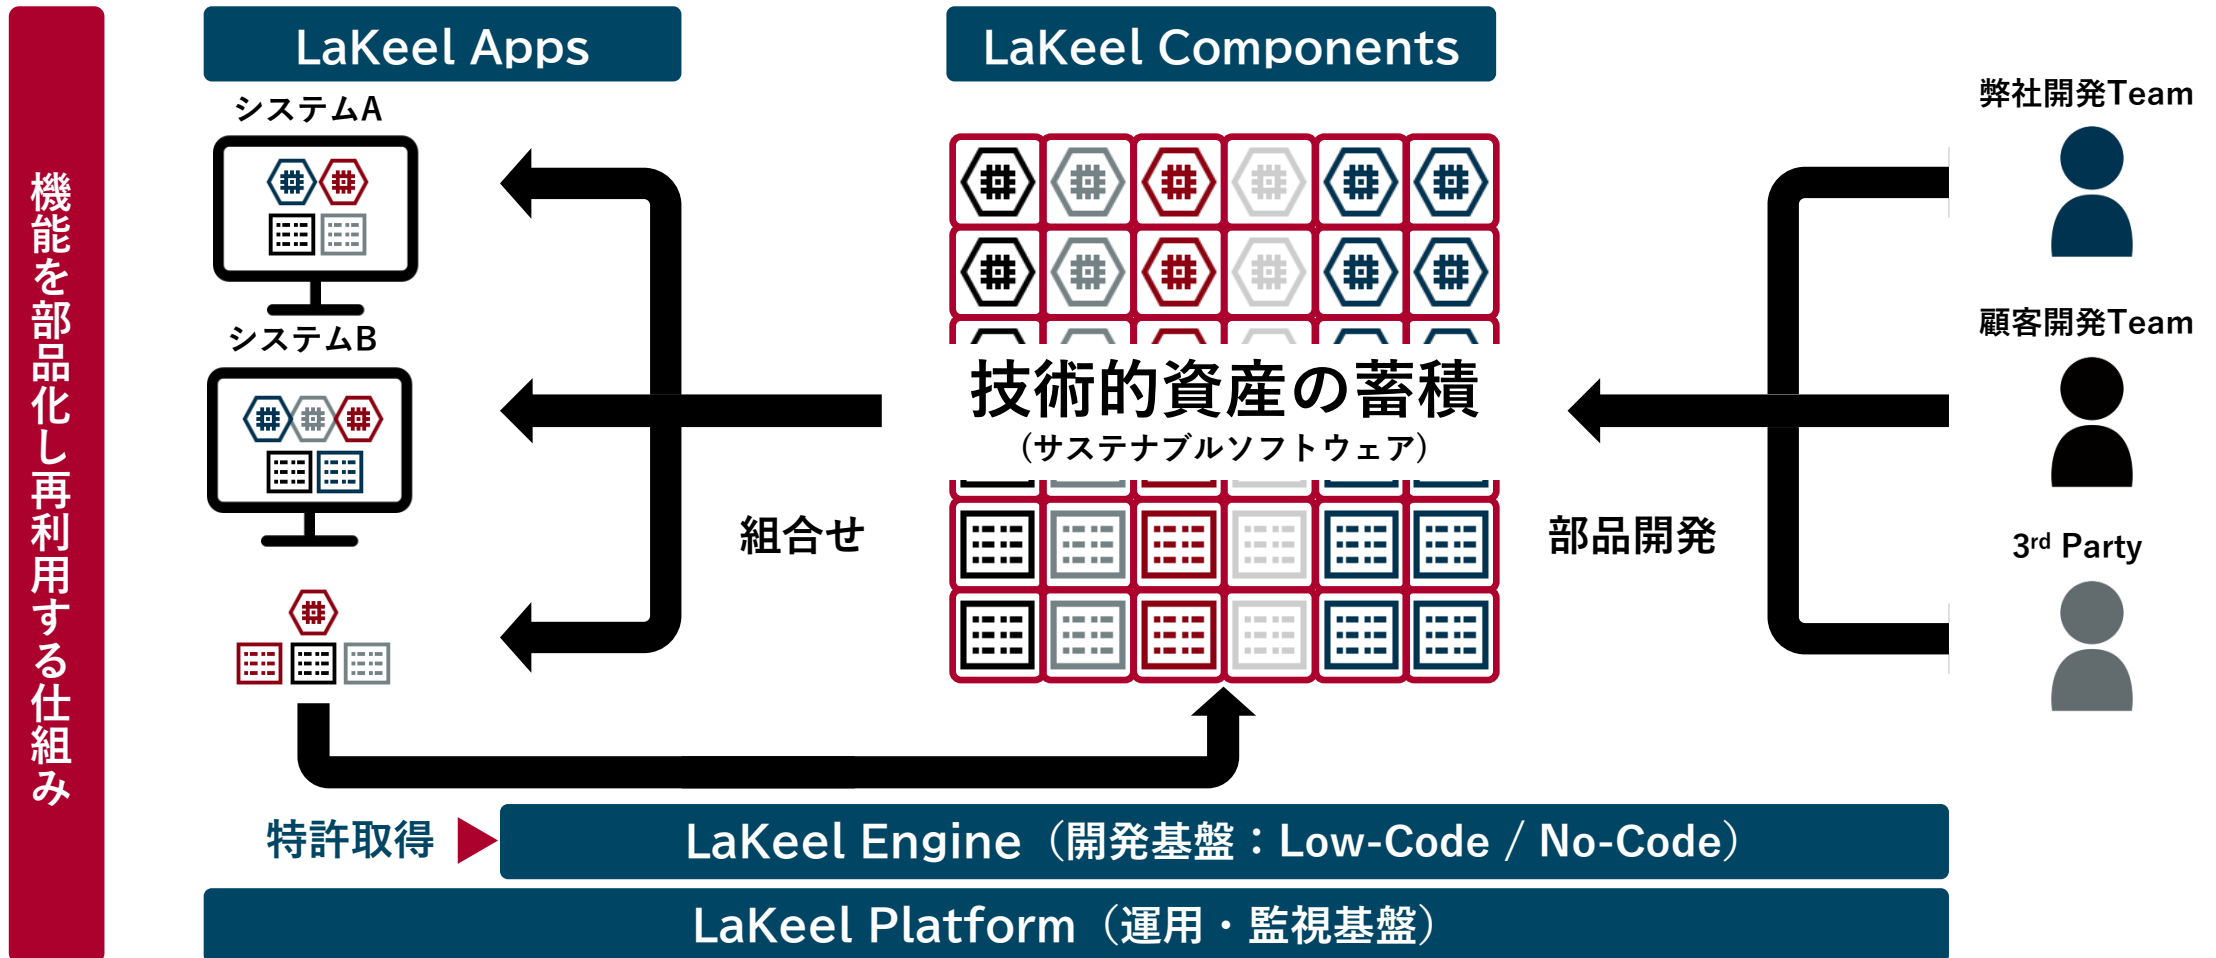 機能を部品化し再利用する仕組み
LaKeel Apps
システムA
システムB
LaKeel Components
技術的資産の蓄積
（サステナブルソフトウェア）
組合せ
部品開発
弊社開発Team
顧客開発Team
3rd Party
特許取得
LaKeel Engine（開発基盤：Low-Code / No-Code）
LaKeel Platform（運用・監視基盤）